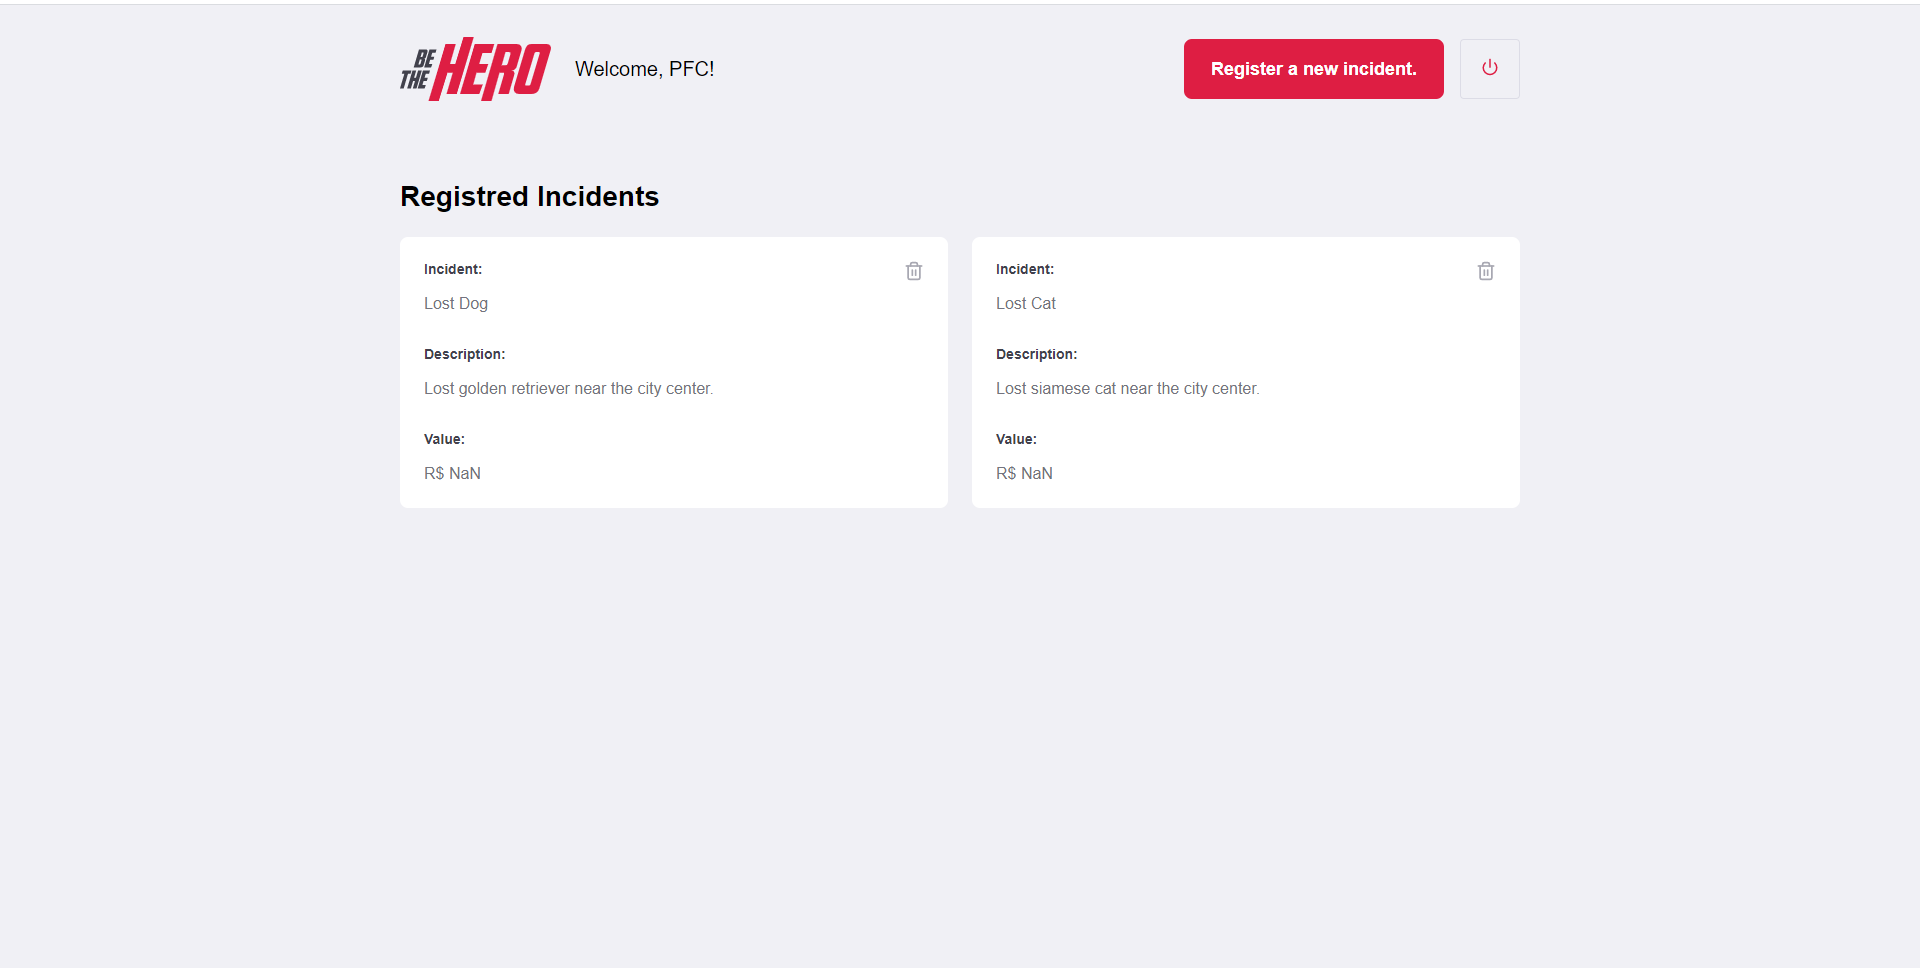 BE
THE
HERO
Welcome, PFC!
Register a new incident.
Registred Incidents
Incident:
Lost Dog
Description:
Lost golden retriever near the city center.
Value:
R$ NaN
Incident:
Lost Cat
Description:
Lost siamese cat near the city center.
Value:
R$ NaN